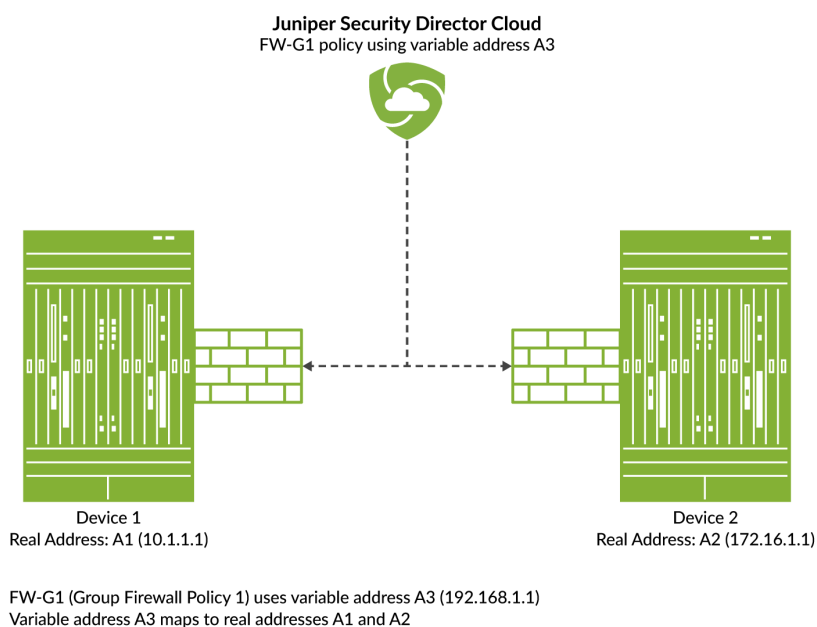 Juniper Security Director Cloud
FW-G1 policy using variable address A3
Device 1
Real Address: A1 (10.1.1.1)
Device 2
Real Address: A2 (172.16.1.1)
FW-G1 (Group Firewall Policy 1) uses variable address A3 (192.168.1.1)
Variable address A3 maps to real addresses A1 and A2